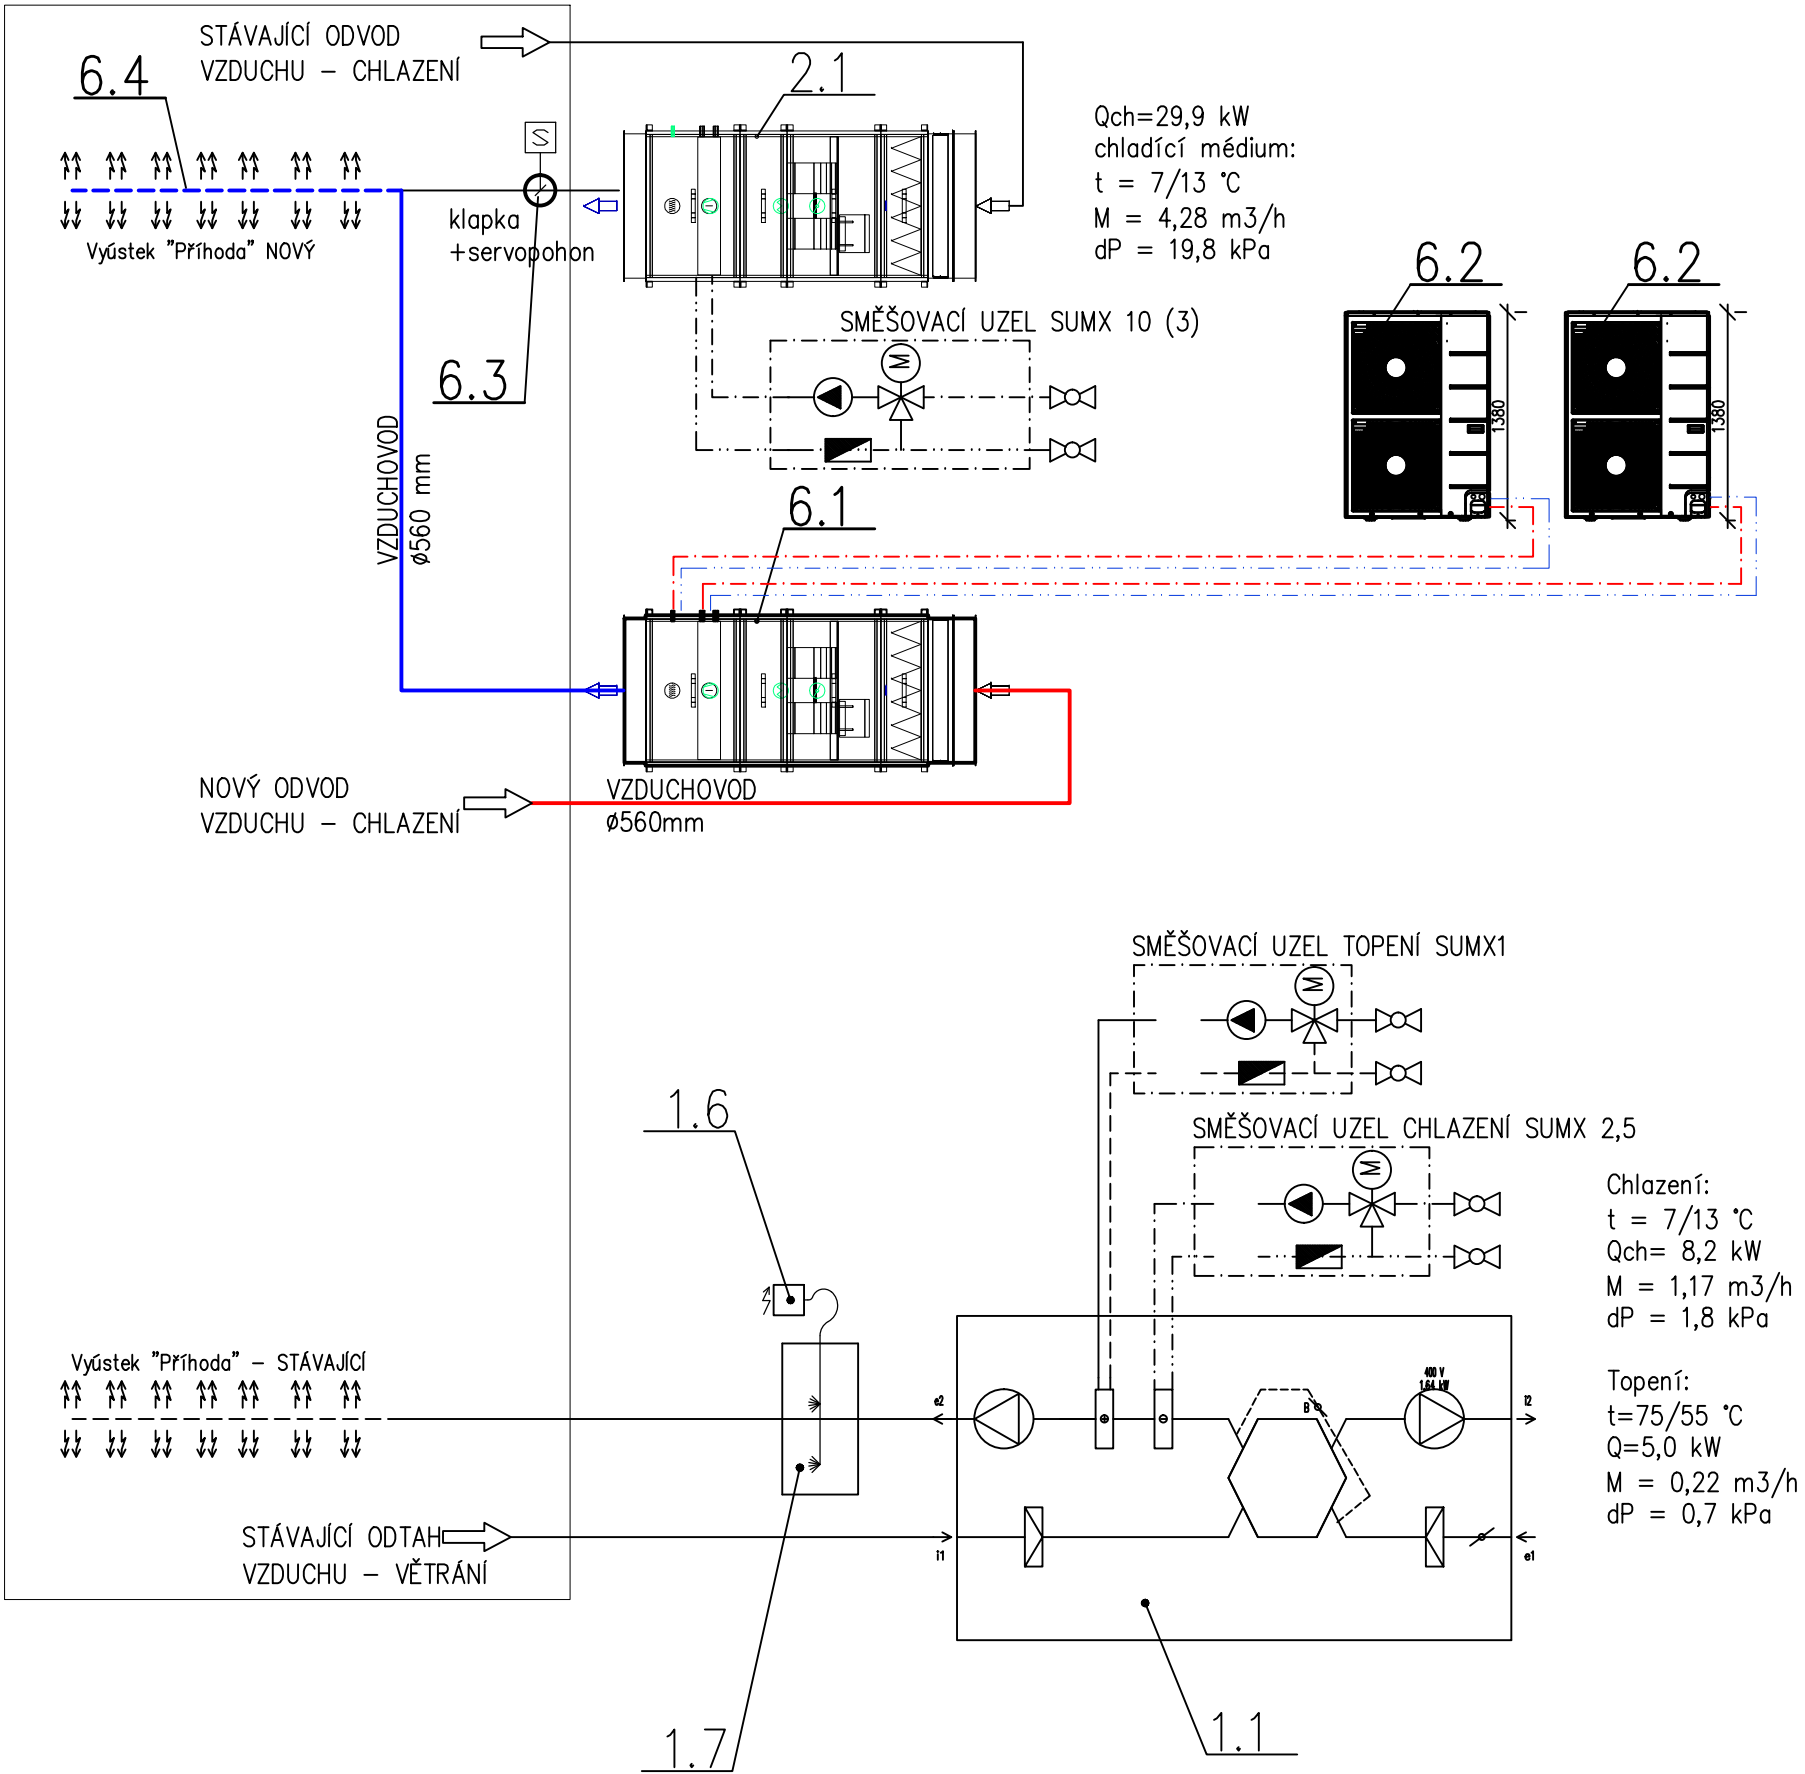 STÁVAJÍCÍ ODVOD
VZDUCHU – CHLAZENÍ
6.4
2.1
S
klapka
+servopohon
Vyústek "Příhoda" NOVÝ
Qch=29,9 kW
chladící médium:
t = 7/13 °C
M = 4,28 m3/h
dP = 19,8 kPa
6.2
6.2
1380
1380
SMĚŠOVACÍ UZEL SUMX 10 (3)
M
6.3
VZDUCHOVOD
ø560 mm
6.1
NOVÝ ODVOD
VZDUCHU – CHLAZENÍ
VZDUCHOVOD
ø560mm
SMĚŠOVACÍ UZEL TOPENÍ SUMX1
M
1.6
SMĚŠOVACÍ UZEL CHLAZENÍ SUMX 2,5
M
Chlazení:
t = 7/13 °C
Qch= 8,2 kW
M = 1,17 m3/h
dP = 1,8 kPa
Vyústek "Příhoda" – STÁVAJÍCÍ
400 V
1.64 kW
e2
B
i2
Topení:
t=75/55 °C
Q=5,0 kW
M = 0,22 m3/h
dP = 0,7 kPa
STÁVAJÍCÍ ODTAH
VZDUCHU – VĚTRÁNÍ
i1
e1
1.7
1.1